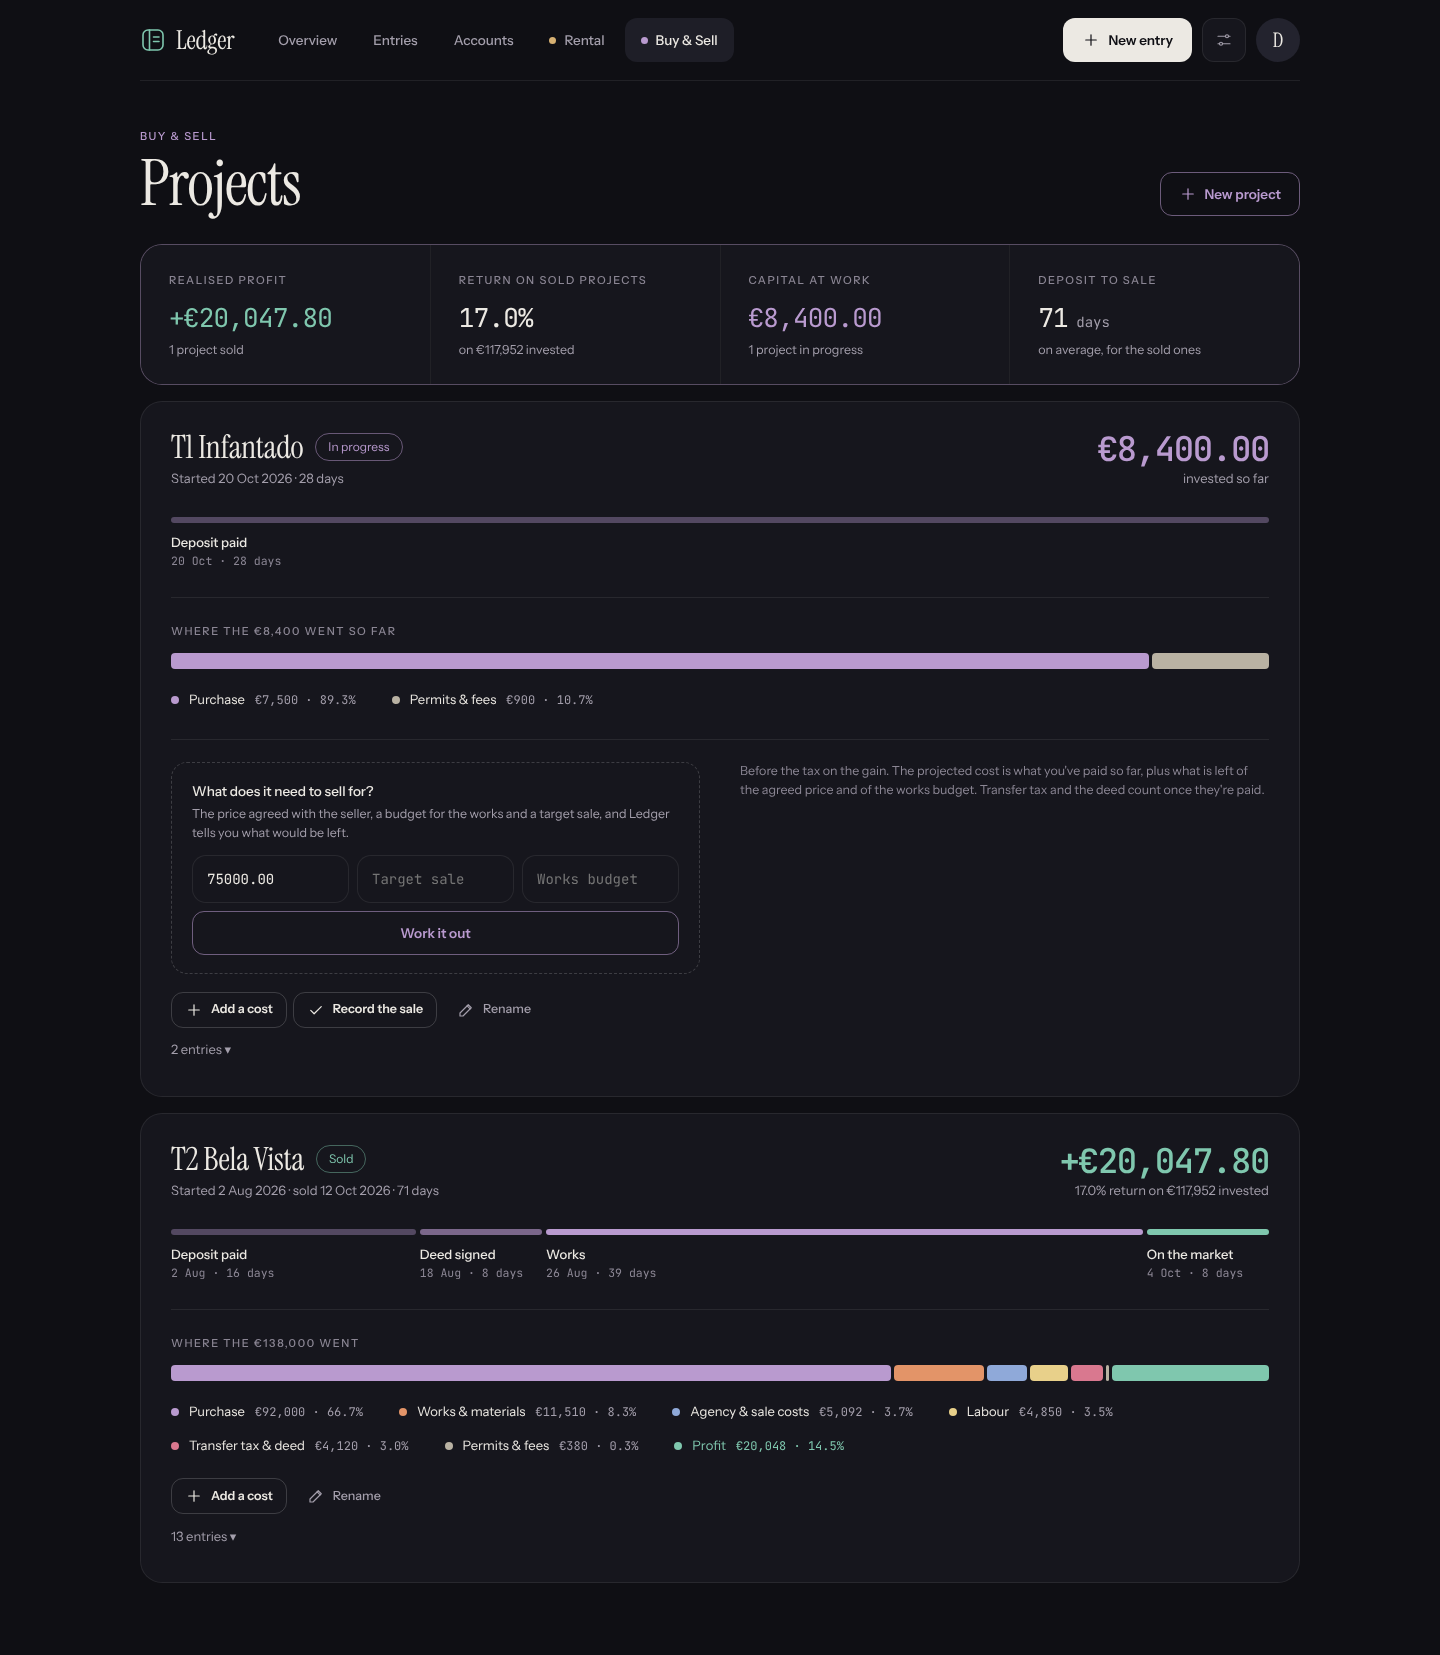 Ledger
Overview
Entries
Accounts
Rental
Buy & Sell
New entry
D
BUY & SELL
Projects
New project
REALISED PROFIT
+€20,047.80
1 project sold
RETURN ON SOLD PROJECTS
17.0%
on €117,952 invested
CAPITAL AT WORK
€8,400.00
1 project in progress
DEPOSIT TO SALE
71 days
on average, for the sold ones
T1 Infantado
In progress
Started 20 Oct 2026 · 28 days
€8,400.00
invested so far
Deposit paid
20 Oct · 28 days
WHERE THE €8,400 WENT SO FAR
Purchase €7,500 · 89.3%
Permits & fees €900 · 10.7%
What does it need to sell for?
The price agreed with the seller, a budget for the works and a target sale, and Ledger
tells you what would be left.
75000.00
Target sale
Works budget
Work it out
Before the tax on the gain. The projected cost is what you've paid so far, plus what is left of
the agreed price and of the works budget. Transfer tax and the deed count once they're paid.
Add a cost
Record the sale
Rename
2 entries ▾
T2 Bela Vista
Sold
Started 2 Aug 2026 · sold 12 Oct 2026 · 71 days
+€20,047.80
17.0% return on €117,952 invested
Deposit paid
2 Aug · 16 days
Deed signed
18 Aug · 8 days
Works
26 Aug · 39 days
On the market
4 Oct · 8 days
WHERE THE €138,000 WENT
Purchase €92,000 · 66.7%
Works & materials €11,510 · 8.3%
Agency & sale costs €5,092 · 3.7%
Labour €4,850 · 3.5%
Transfer tax & deed €4,120 · 3.0%
Permits & fees €380 · 0.3%
Profit €20,048 · 14.5%
Add a cost
Rename
13 entries ▾